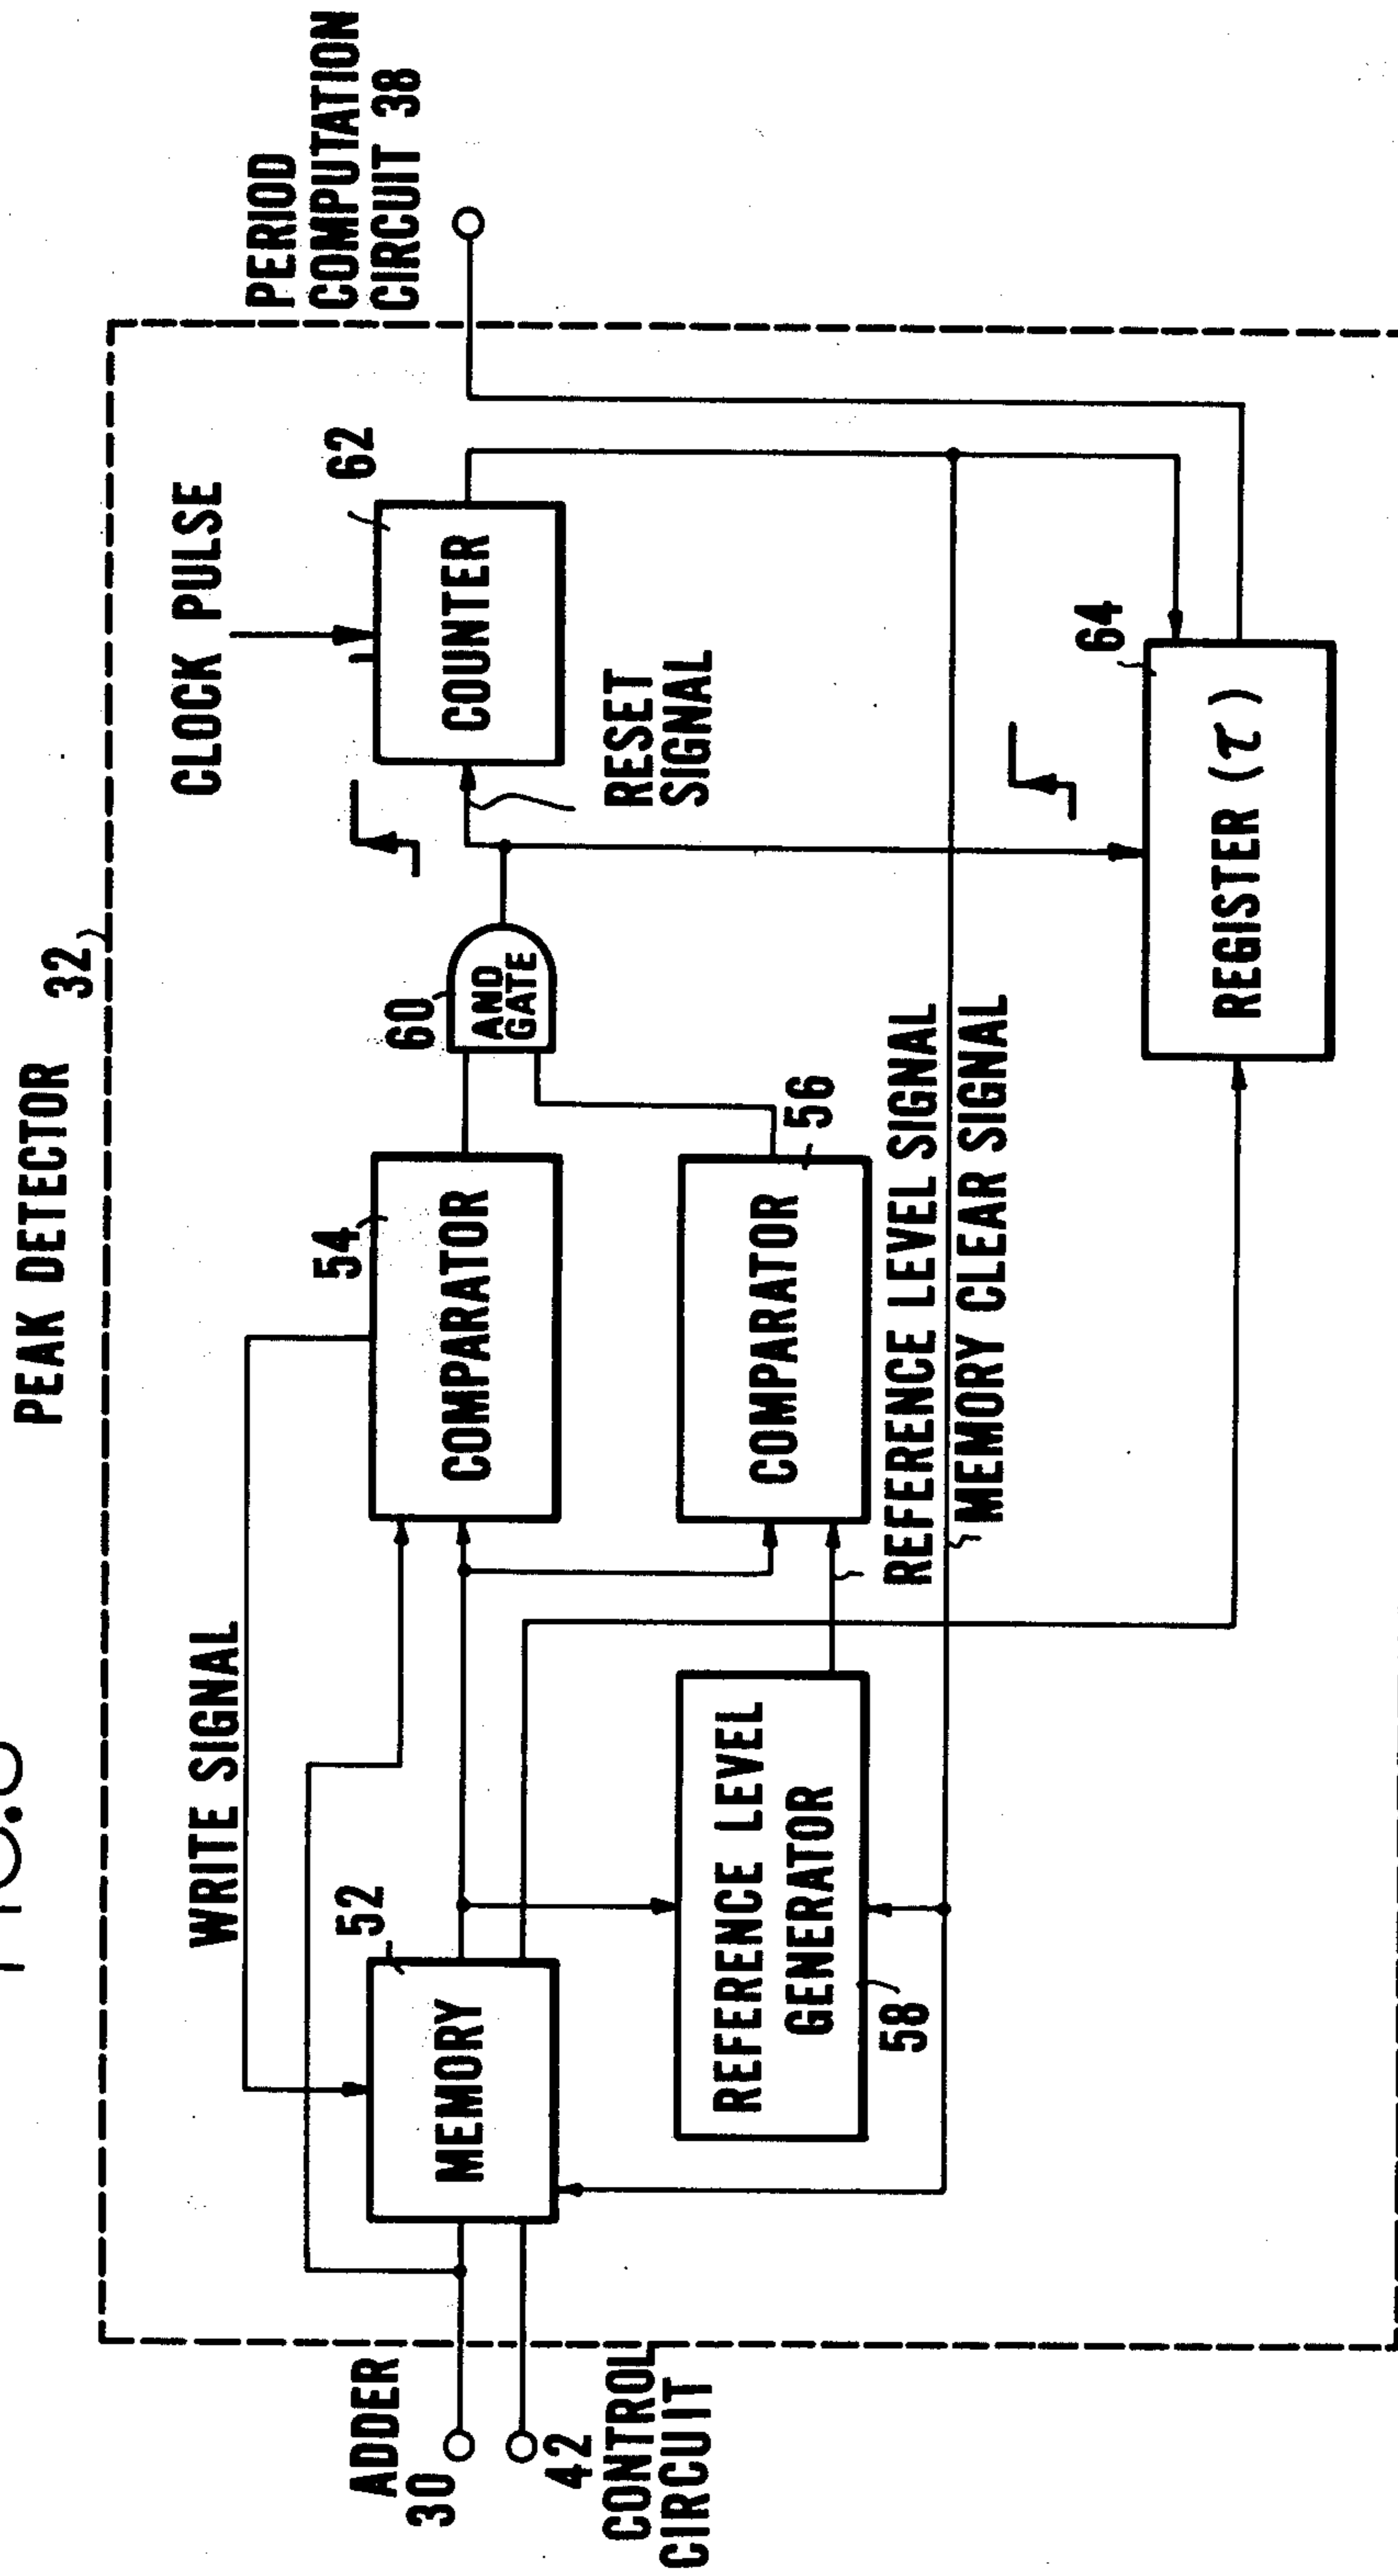 PEAK DETECTOR 32
WRITE SIGNAL
CLOCK PULSE
PERIOD
COMPUTATION
CIRCUIT 38
ADDER
30
42
CONTROL
CIRCUIT
52
MEMORY
54
COMPARATOR
60
AND
GATE
62
COUNTER
RESET
SIGNAL
REFERENCE LEVEL
GENERATOR
58
COMPARATOR
56
REFERENCE LEVEL SIGNAL
MEMORY CLEAR SIGNAL
64
REGISTER (τ)